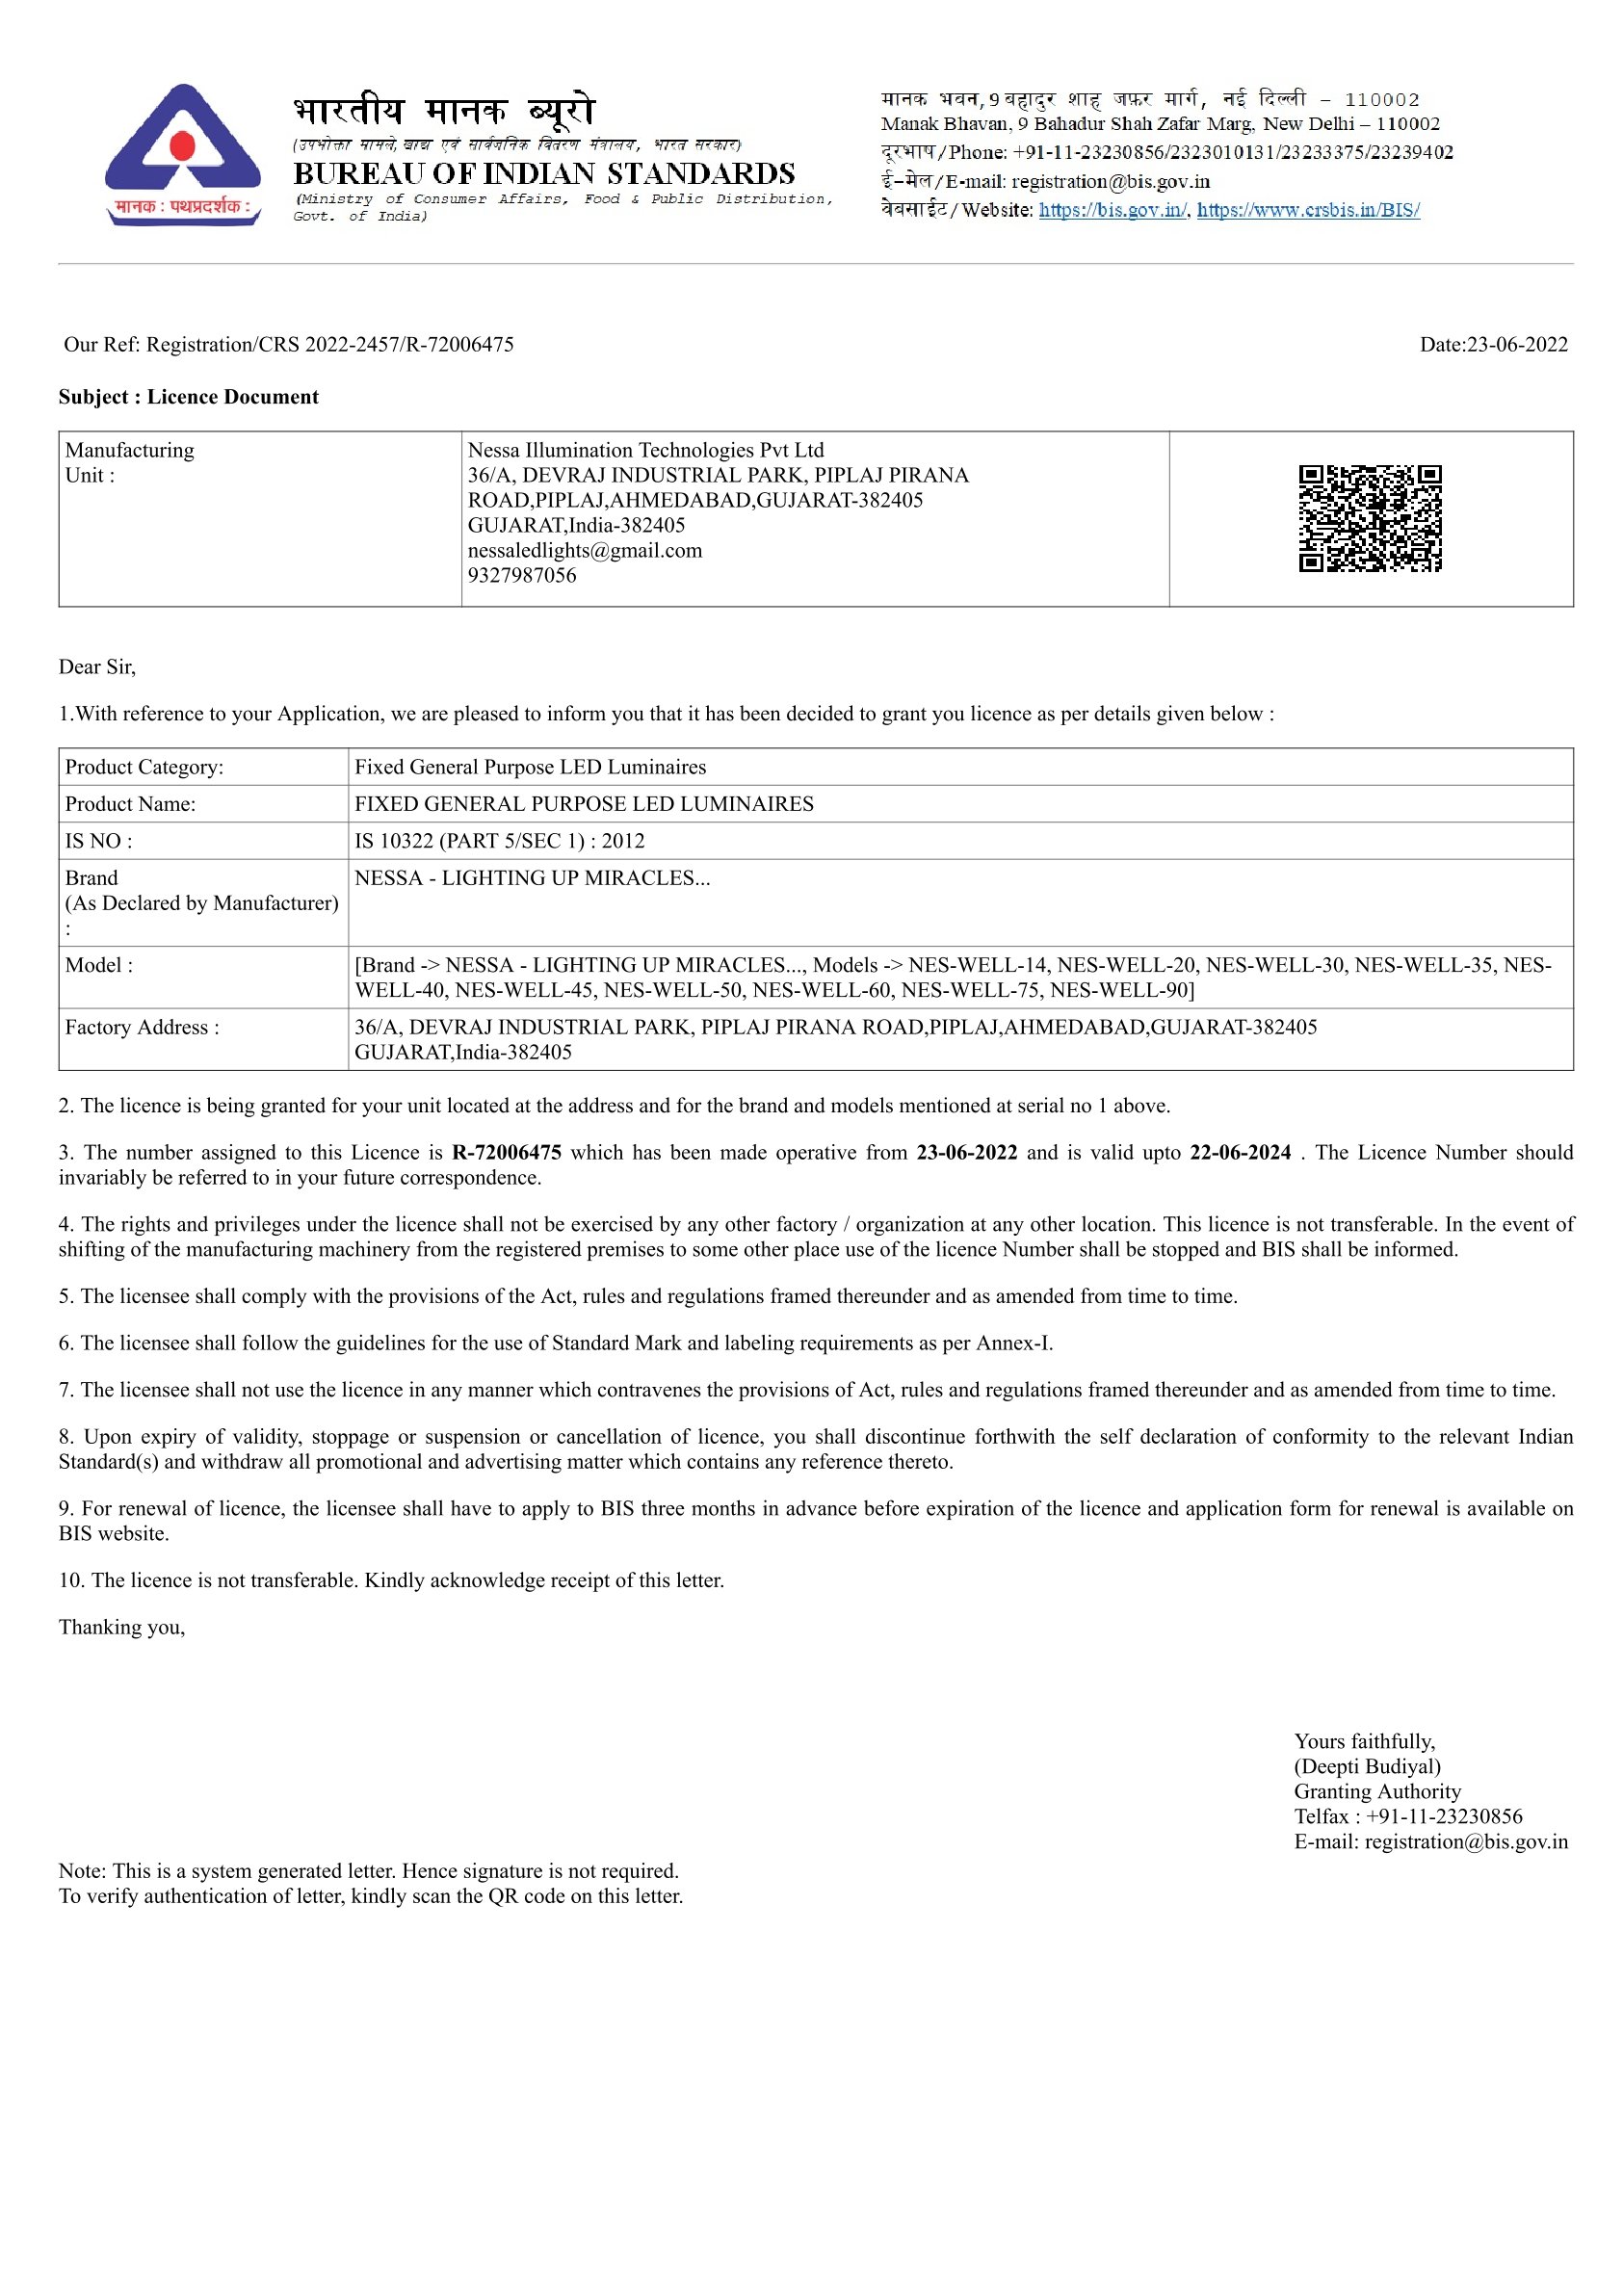 भारतीय मानक ब्यूरो
(उपभोक्ता मामले, खाद्य एवं सार्वजनिक वितरण मंत्रालय, भारत सरकार)
BUREAU OF INDIAN STANDARDS
(Ministry of Consumer Affairs, Food & Public Distribution,
Govt. of India)
मानक : पथप्रदर्शक :
मानक भवन, 9 बहादुर शाह जफ़र मार्ग, नई दिल्ली – 110002
Manak Bhavan, 9 Bahadur Shah Zafar Marg, New Delhi – 110002
दूरभाष/Phone: +91-11-23230856/2323010131/23233375/23239402
ई-मेल/E-mail: registration@bis.gov.in
वेबसाईट/Website: https://bis.gov.in/, https://www.crsbis.in/BIS/
Our Ref: Registration/CRS 2022-2457/R-72006475 Date:23-06-2022
Subject : Licence Document
Manufacturing
Unit :
Nessa Illumination Technologies Pvt Ltd
36/A, DEVRAJ INDUSTRIAL PARK, PIPLAJ PIRANA
ROAD,PIPLAJ,AHMEDABAD,GUJARAT-382405
GUJARAT,India-382405
nessaledlights@gmail.com
9327987056
Dear Sir,
1.With reference to your Application, we are pleased to inform you that it has been decided to grant you licence as per details given below :
Product Category: Fixed General Purpose LED Luminaires
Product Name: FIXED GENERAL PURPOSE LED LUMINAIRES
IS NO : IS 10322 (PART 5/SEC 1) : 2012
Brand
(As Declared by Manufacturer)
:
NESSA - LIGHTING UP MIRACLES...
Model : [Brand -> NESSA - LIGHTING UP MIRACLES..., Models -> NES-WELL-14, NES-WELL-20, NES-WELL-30, NES-WELL-35, NES-
WELL-40, NES-WELL-45, NES-WELL-50, NES-WELL-60, NES-WELL-75, NES-WELL-90]
Factory Address : 36/A, DEVRAJ INDUSTRIAL PARK, PIPLAJ PIRANA ROAD,PIPLAJ,AHMEDABAD,GUJARAT-382405
GUJARAT,India-382405
2. The licence is being granted for your unit located at the address and for the brand and models mentioned at serial no 1 above.
3. The number assigned to this Licence is R-72006475 which has been made operative from 23-06-2022 and is valid upto 22-06-2024 . The Licence Number should
invariably be referred to in your future correspondence.
4. The rights and privileges under the licence shall not be exercised by any other factory / organization at any other location. This licence is not transferable. In the event of
shifting of the manufacturing machinery from the registered premises to some other place use of the licence Number shall be stopped and BIS shall be informed.
5. The licensee shall comply with the provisions of the Act, rules and regulations framed thereunder and as amended from time to time.
6. The licensee shall follow the guidelines for the use of Standard Mark and labeling requirements as per Annex-I.
7. The licensee shall not use the licence in any manner which contravenes the provisions of Act, rules and regulations framed thereunder and as amended from time to time.
8. Upon expiry of validity, stoppage or suspension or cancellation of licence, you shall discontinue forthwith the self declaration of conformity to the relevant Indian
Standard(s) and withdraw all promotional and advertising matter which contains any reference thereto.
9. For renewal of licence, the licensee shall have to apply to BIS three months in advance before expiration of the licence and application form for renewal is available on
BIS website.
10. The licence is not transferable. Kindly acknowledge receipt of this letter.
Thanking you,
Yours faithfully,
(Deepti Budiyal)
Granting Authority
Telfax : +91-11-23230856
E-mail: registration@bis.gov.in
Note: This is a system generated letter. Hence signature is not required.
To verify authentication of letter, kindly scan the QR code on this letter.